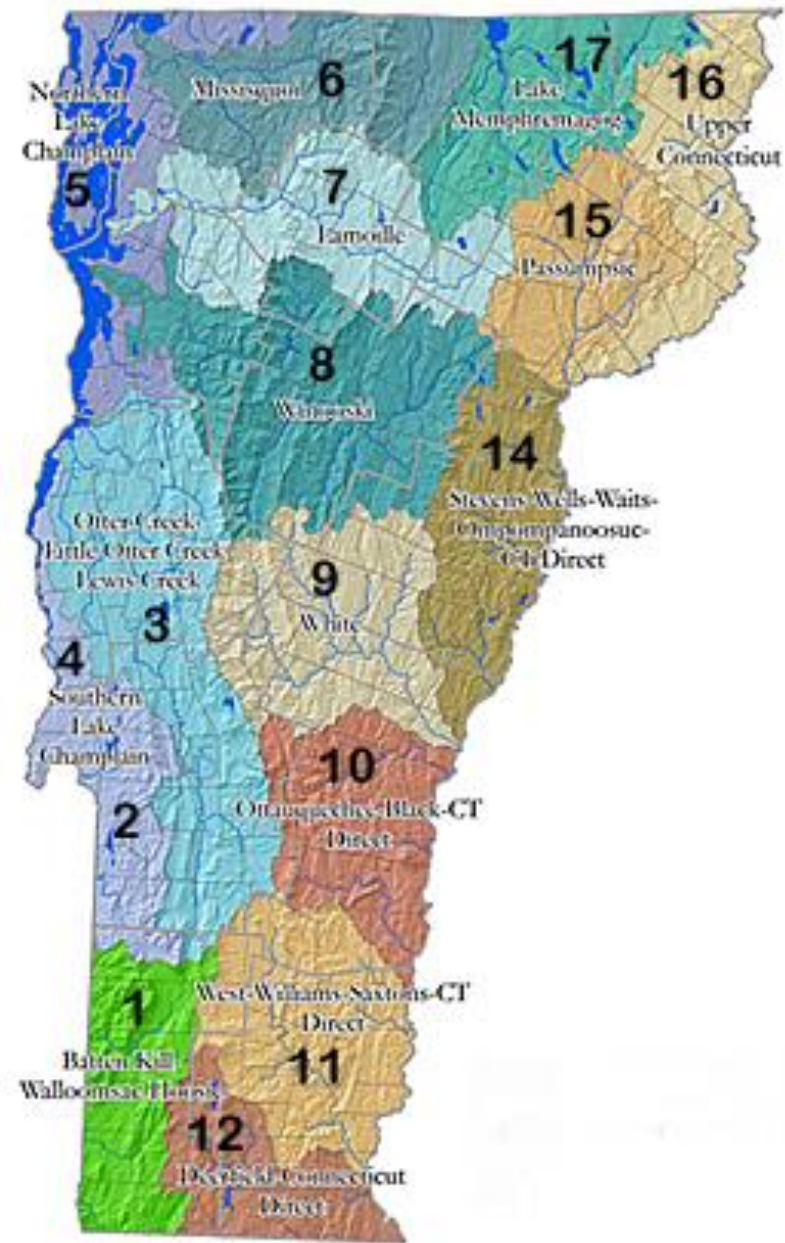 17
16
6
Missisquoi
Northern
Lake
Champlain
Lake
Memphremagog
Upper
Connecticut
5
7
Lamoille
15
Passumpsic
8
Winooski
14
Stevens-Wells-Waits-
Ompompanoosuc-
CT Direct
Otter Creek
Little Otter Creek
Lewis Creek
9
White
3
4
Southern
Lake
Champlain
10
Ottauquechee-Black-CT
Direct
2
1
West-Williams-Saxtons-CT
Direct
11
Batten Kill
Walloomsac Hoosic
12
Deerfield-Connecticut
Direct